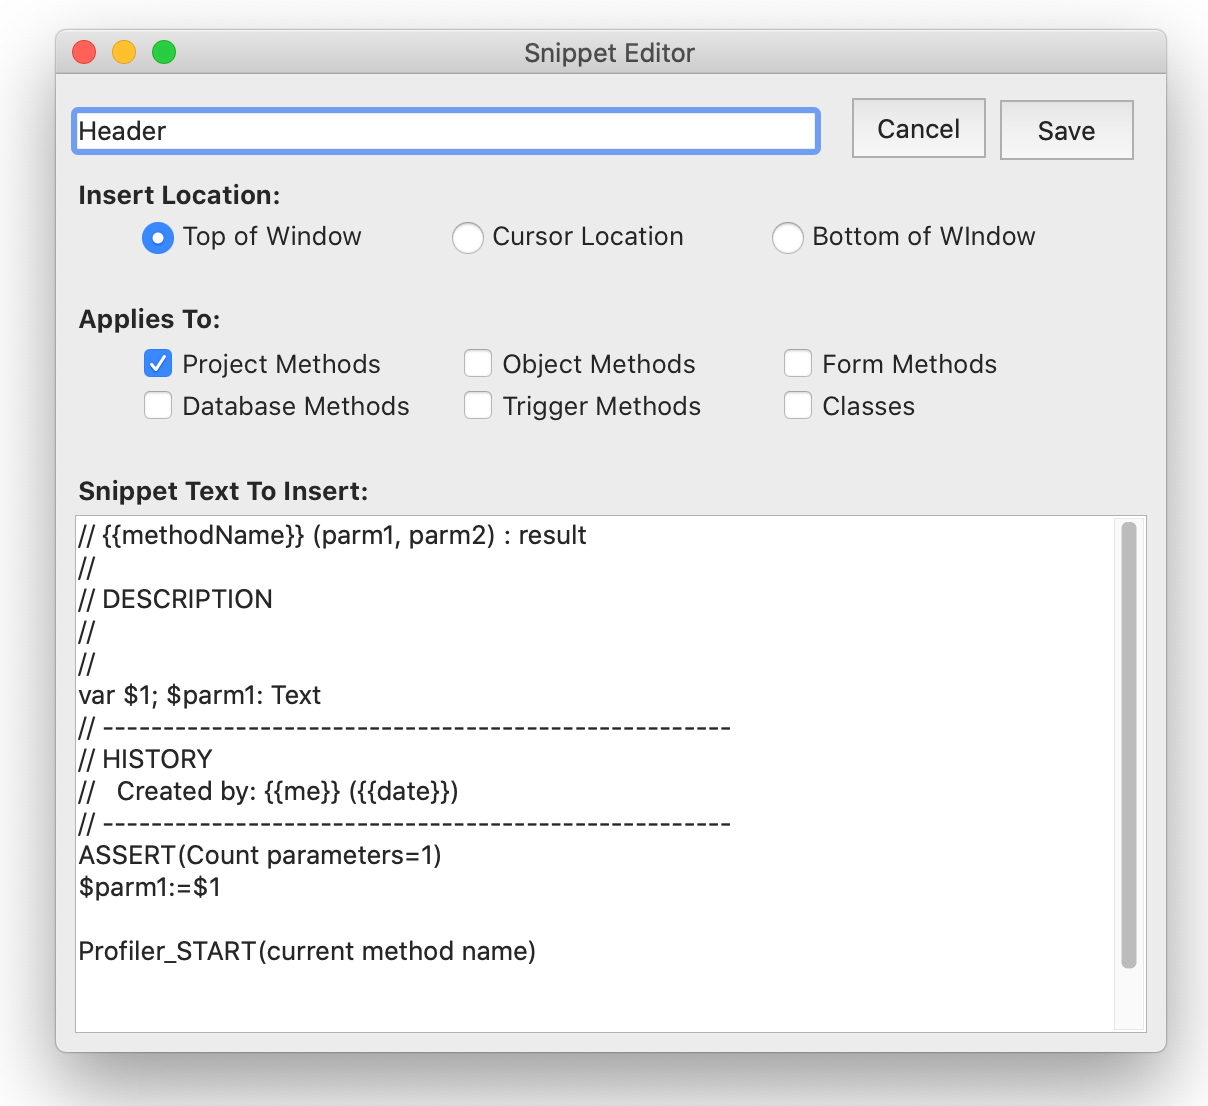 Snippet Editor
Header
Cancel
Save
Insert Location:
Top of Window
Cursor Location
Bottom of WIndow
Applies To:
Project Methods
Object Methods
Form Methods
Database Methods
Trigger Methods
Classes
Snippet Text To Insert:
// {{methodName}} (parm1, parm2) : result
//
// DESCRIPTION
//
//
var $1; $parm1: Text
// ----------------------------------------------------
// HISTORY
//   Created by: {{me}} ({{date}})
// ----------------------------------------------------
ASSERT(Count parameters=1)
$parm1:=$1
Profiler_START(current method name)